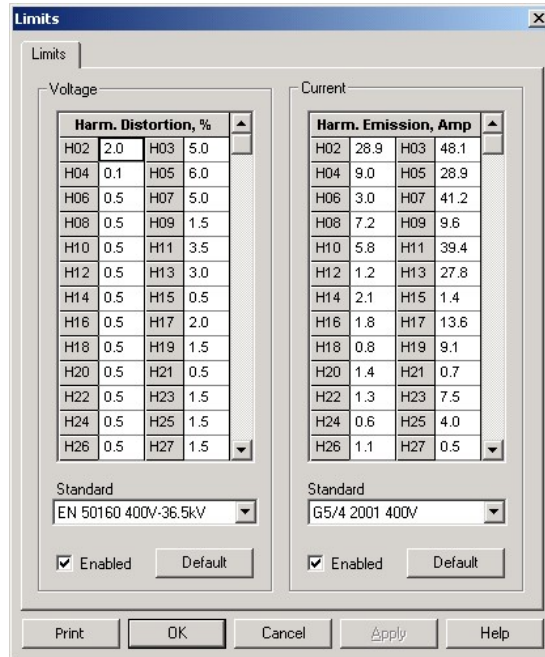 Limits
Limits
Voltage
Harm. Distortion, %
H02 2.0 H03 5.0
H04 0.1 H05 6.0
H06 0.5 H07 5.0
H08 0.5 H09 1.5
H10 0.5 H11 3.5
H12 0.5 H13 3.0
H14 0.5 H15 0.5
H16 0.5 H17 2.0
H18 0.5 H19 1.5
H20 0.5 H21 0.5
H22 0.5 H23 1.5
H24 0.5 H25 1.5
H26 0.5 H27 1.5
Standard
EN 50160 400V-36.5kV
Enabled Default
Current
Harm. Emission, Amp
H02 28.9 H03 48.1
H04 9.0 H05 28.9
H06 3.0 H07 41.2
H08 7.2 H09 9.6
H10 5.8 H11 39.4
H12 1.2 H13 27.8
H14 2.1 H15 1.4
H16 1.8 H17 13.6
H18 0.8 H19 9.1
H20 1.4 H21 0.7
H22 1.3 H23 7.5
H24 0.6 H25 4.0
H26 1.1 H27 0.5
Standard
G5/4 2001 400V
Enabled Default
Print OK Cancel Apply Help